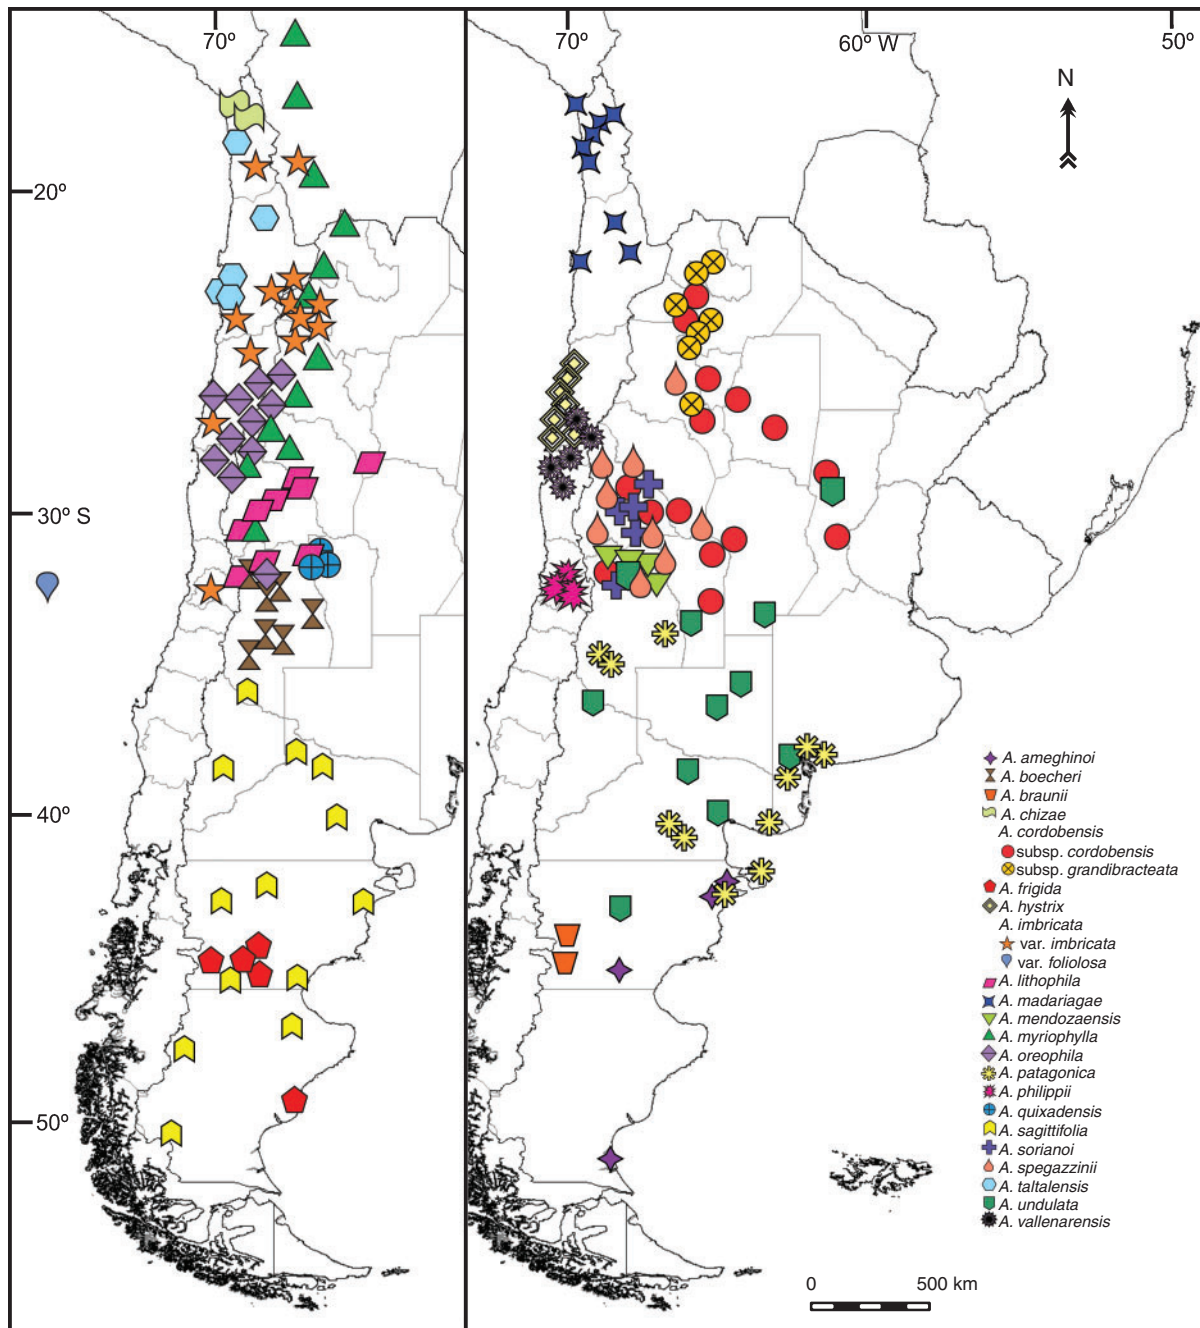 70º
70º
60º W
50º
N
20º
30º S
40º
50º
A. ameghinoi
A. boecheri
A. braunii
A. chizae
A. cordobensis
subsp. cordobensis
subsp. grandibracteata
A. frigida
A. hystrix
A. imbricata
var. imbricata
var. foliolosa
A. lithophila
A. madariagae
A. mendozaensis
A. myriophylla
A. oreophila
A. patagonica
A. philippii
A. quixadensis
A. sagittifolia
A. sorianoi
A. spegazzinii
A. taltalensis
A. undulata
A. vallenarensis
0 500 km